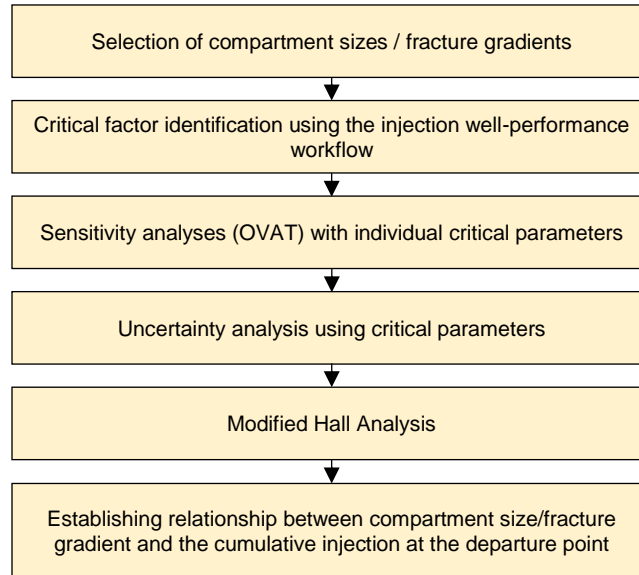 Selection of compartment sizes / fracture gradients
Critical factor identification using the injection well-performance
workflow
Sensitivity analyses (OVAT) with individual critical parameters
Uncertainty analysis using critical parameters
Modified Hall Analysis
Establishing relationship between compartment size/fracture
gradient and the cumulative injection at the departure point